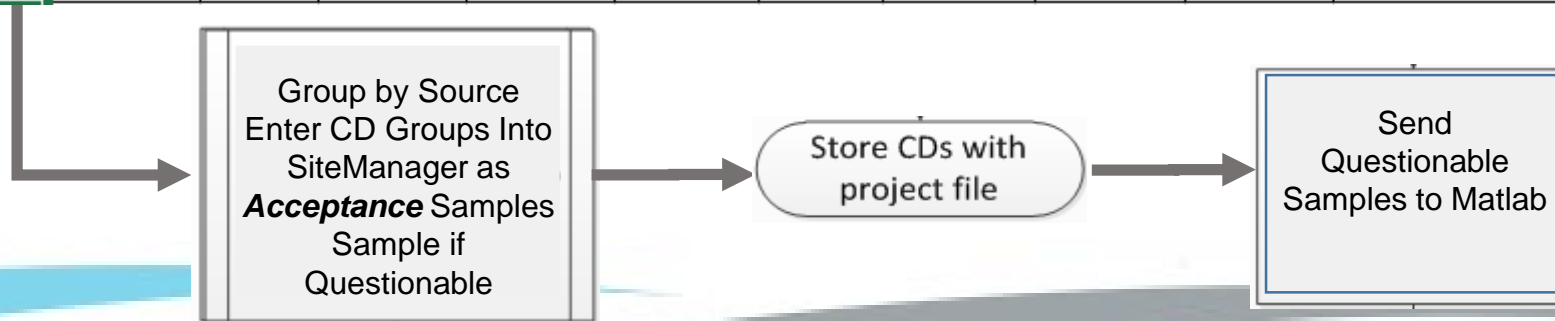 Group by Source
Enter CD Groups Into
SiteManager as
Acceptance Samples
Sample if
Questionable
Store CDs with
project file
Send
Questionable
Samples to Matlab